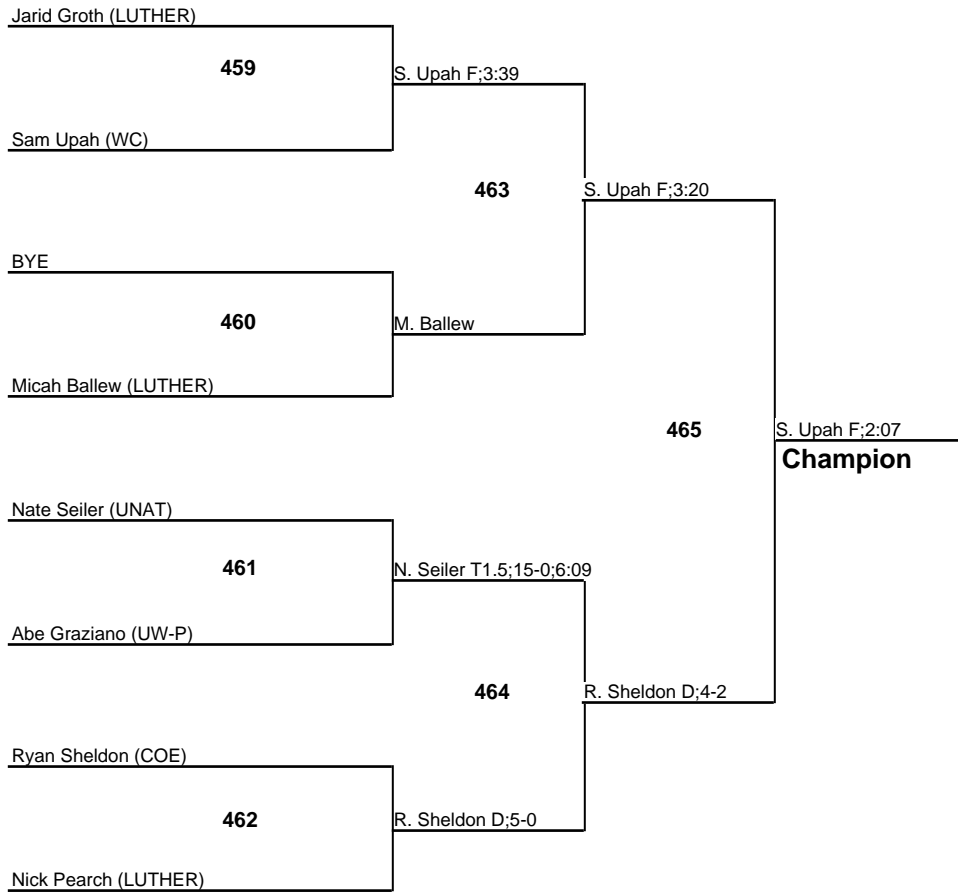 Jarid Groth (LUTHER)
459
S. Upah F;3:39
Sam Upah (WC)
463
S. Upah F;3:20
BYE
460
M. Ballew
Micah Ballew (LUTHER)
465
S. Upah F;2:07
Champion
Nate Seiler (UNAT)
461
N. Seiler T1.5;15-0;6:09
Abe Graziano (UW-P)
464
R. Sheldon D;4-2
Ryan Sheldon (COE)
462
R. Sheldon D;5-0
Nick Pearch (LUTHER)